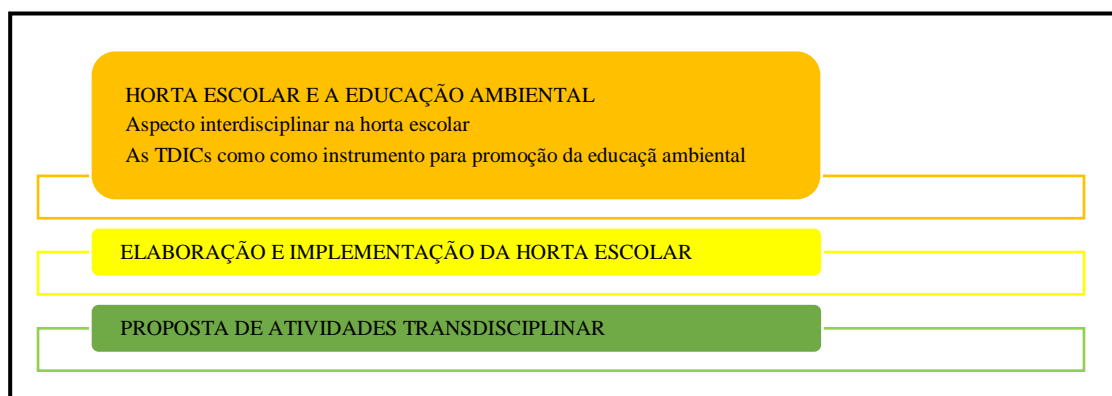 HORTA ESCOLAR E A EDUCAÇÃO AMBIENTAL
Aspecto interdisciplinar na horta escolar
As TDICs como como instrumento para promoção da educaçã ambiental
ELABORAÇÃO E IMPLEMENTAÇÃO DA HORTA ESCOLAR
PROPOSTA DE ATIVIDADES TRANSDISCIPLINAR